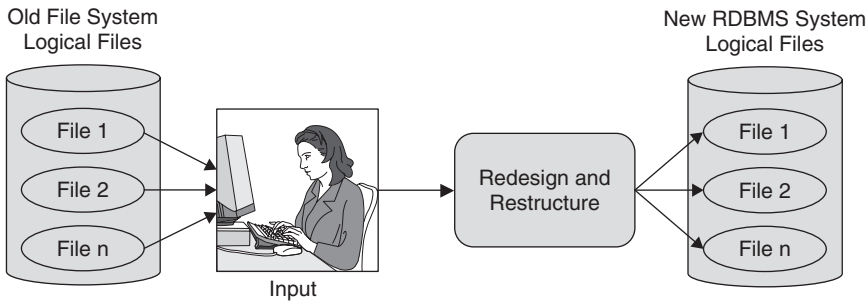 Old File System
Logical Files
File 1
File 2
File n
Input
Redesign and
Restructure
New RDBMS System
Logical Files
File 1
File 2
File n